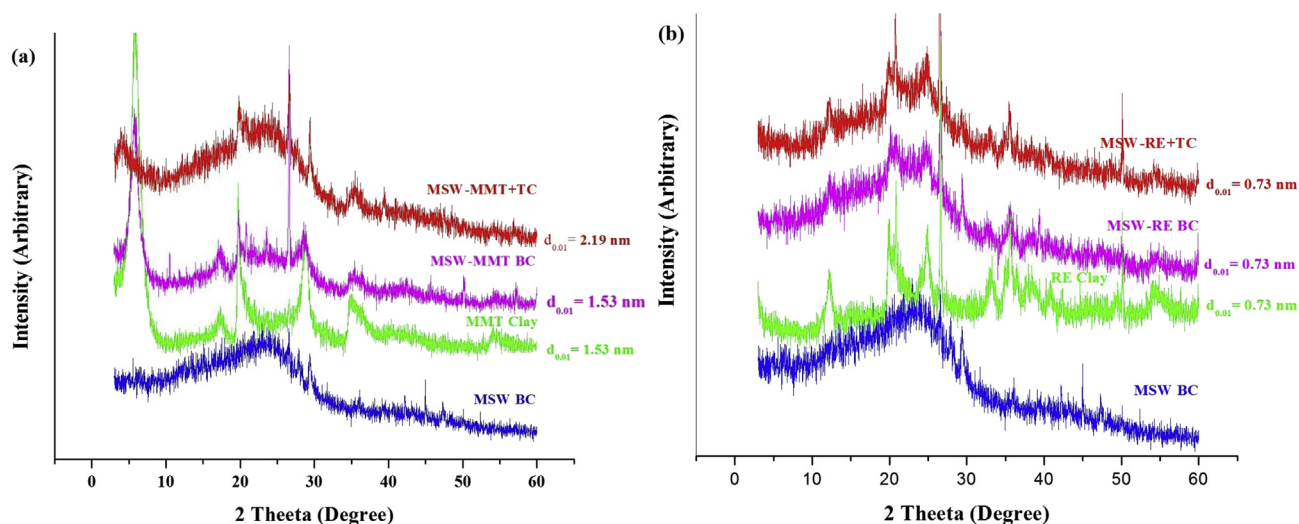 (a)
Intensity (Arbitrary)
MSW-MMT+TC
d0.01= 2.19 nm
MSW-MMT BC
d0.01= 1.53 nm
MMT Clay
d0.01= 1.53 nm
MSW BC
0 10 20 30 40 50 60
2 Theeta (Degree)
(b)
Intensity (Arbitrary)
MSW-RE+TC
d0.01= 0.73 nm
MSW-RE BC
d0.01= 0.73 nm
RE Clay
d0.01= 0.73 nm
MSW BC
0 10 20 30 40 50 60
2 Theeta (Degree)